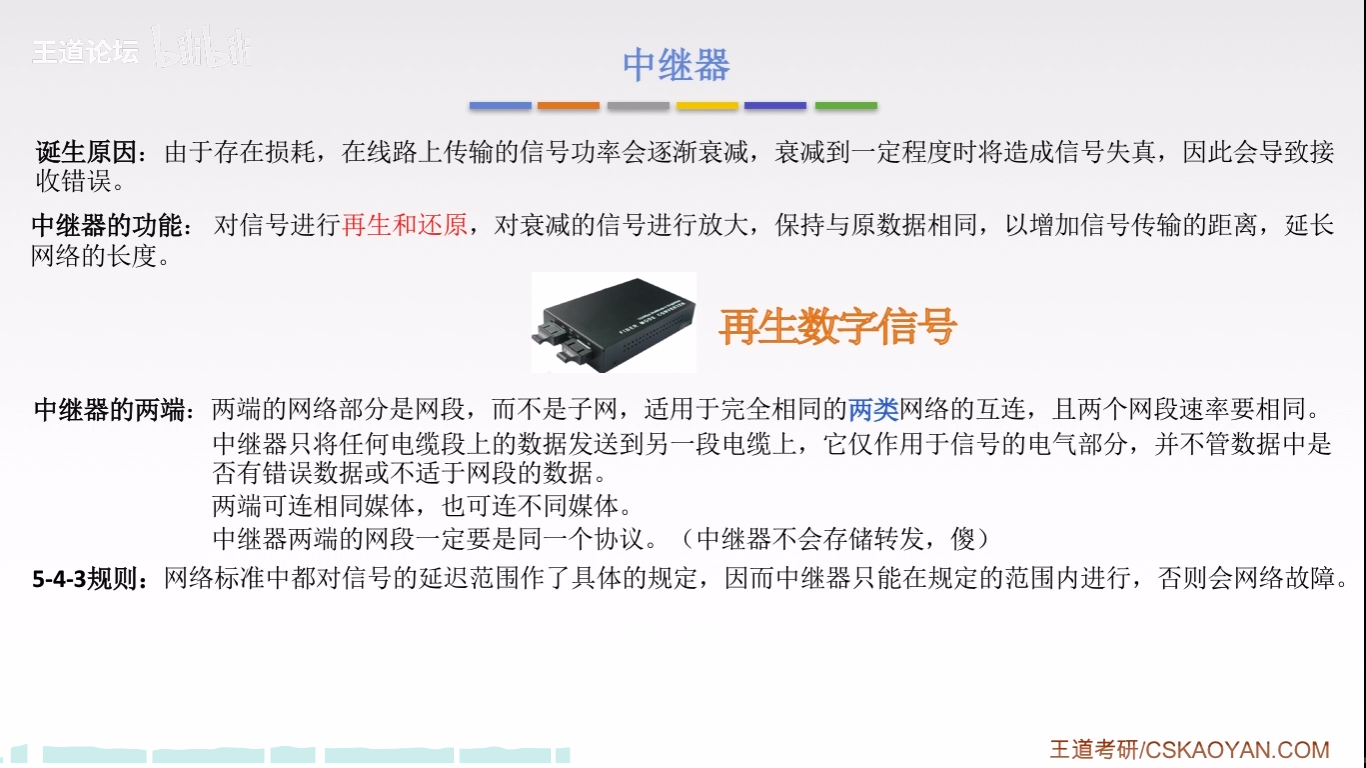 王道论坛 bilibili
中继器
诞生原因：由于存在损耗，在线路上传输的信号功率会逐渐衰减，衰减到一定程度时将造成信号失真，因此会导致接
收错误。
中继器的功能： 对信号进行再生和还原，对衰减的信号进行放大，保持与原数据相同，以增加信号传输的距离，延长
网络的长度。
再生数字信号
中继器的两端：两端的网络部分是网段，而不是子网，适用于完全相同的两类网络的互连，且两个网段速率要相同。
中继器只将任何电缆段上的数据发送到另一段电缆上，它仅作用于信号的电气部分，并不管数据中是
否有错误数据或不适于网段的数据。
两端可连相同媒体，也可连不同媒体。
中继器两端的网段一定要是同一个协议。（中继器不会存储转发，傻）
5-4-3规则：网络标准中都对信号的延迟范围作了具体的规定，因而中继器只能在规定的范围内进行，否则会网络故障。
王道考研/CSKAOYAN.COM